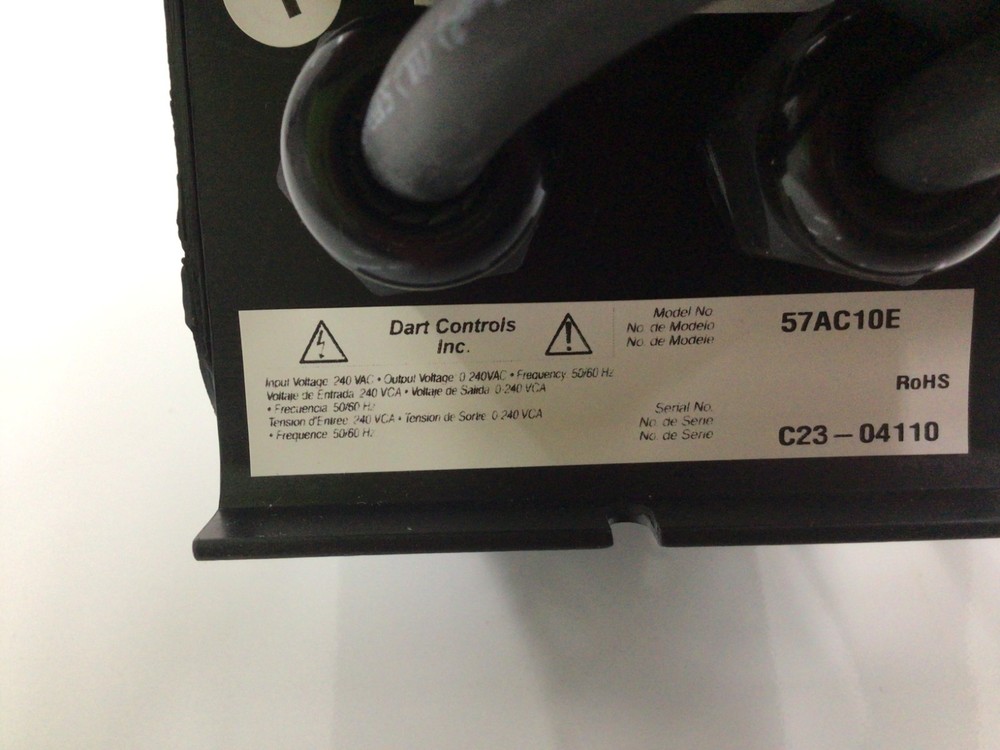 Dart Controls
Inc.
Input Voltage 240 VAC • Output Voltage 0 240VAC • Frequency 50/60 Hz
Voltaje de Entrada 240 VCA • Voltaje de Salida 0-240 VCA
• Frecuencia 50/60 Hz
Tension d'Entree 240 VCA • Tension de Sortie 0-240 VCA
• Frequence 50/60 Hz
Model No
No. de Modelo
No. de Modele
57AC10E
RoHS
Serial No.
No. de Serie
No. de Serie
C23-04110